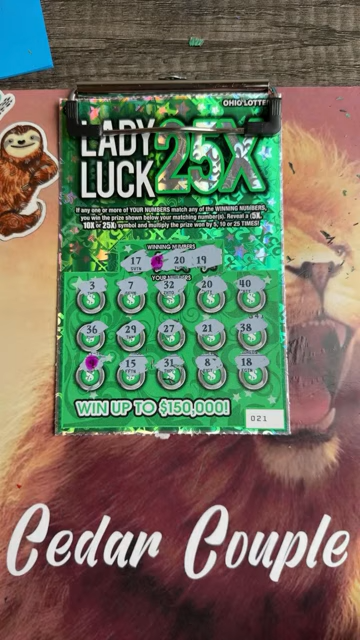 OHIO LOTTE
LADY
LUCK 25X
If any one or more of YOUR NUMBERS match any of the WINNING NUMBERS,
you win the prize shown below your matching number(s). Reveal a (5X,
10X or 25X) symbol and multiply the prize won by 5, 10 or 25 TIMES!
WINNING NUMBERS
17 20 19
YOUR NUMBERS
3 7 32 20 40
36 29 27 21 38
15 31 8 18
WIN UP TO $150,000!
021
Cedar Couple